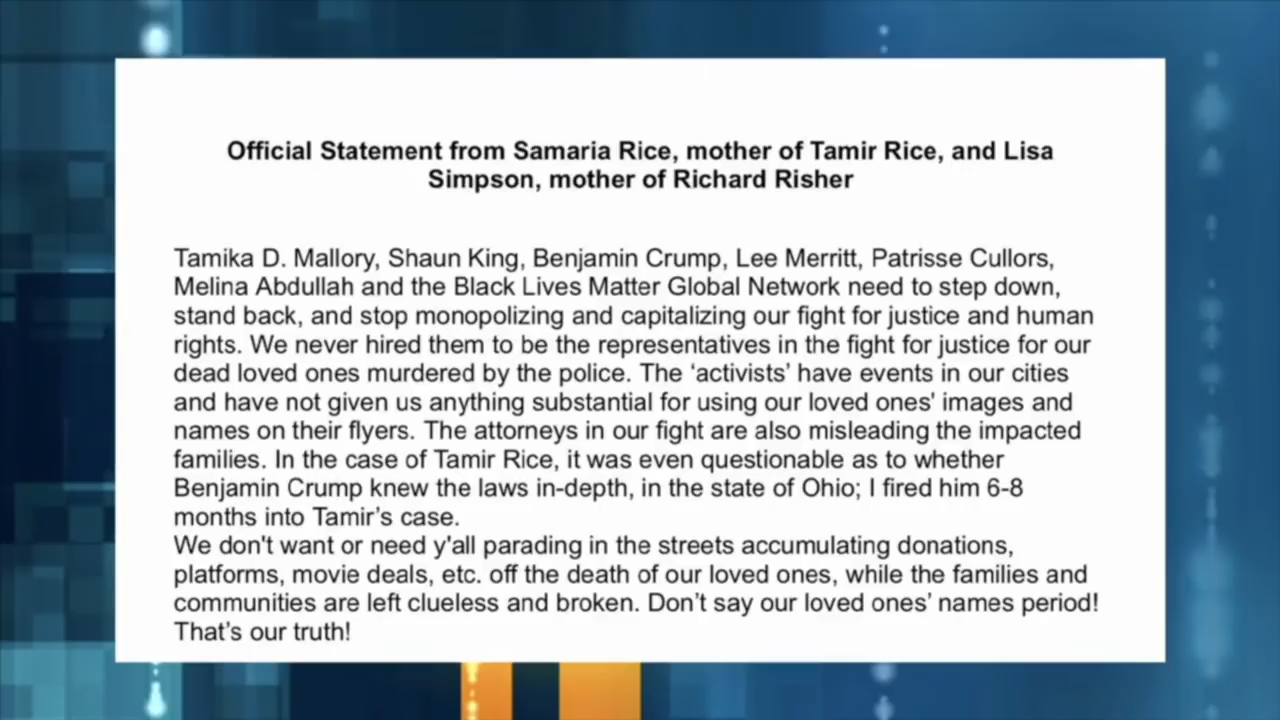 Official Statement from Samaria Rice, mother of Tamir Rice, and Lisa
Simpson, mother of Richard Risher
Tamika D. Mallory, Shaun King, Benjamin Crump, Lee Merritt, Patrisse Cullors,
Melina Abdullah and the Black Lives Matter Global Network need to step down,
stand back, and stop monopolizing and capitalizing our fight for justice and human
rights. We never hired them to be the representatives in the fight for justice for our
dead loved ones murdered by the police. The ‘activists’ have events in our cities
and have not given us anything substantial for using our loved ones' images and
names on their flyers. The attorneys in our fight are also misleading the impacted
families. In the case of Tamir Rice, it was even questionable as to whether
Benjamin Crump knew the laws in-depth, in the state of Ohio; I fired him 6-8
months into Tamir’s case.
We don't want or need y'all parading in the streets accumulating donations,
platforms, movie deals, etc. off the death of our loved ones, while the families and
communities are left clueless and broken. Don’t say our loved ones’ names period!
That’s our truth!